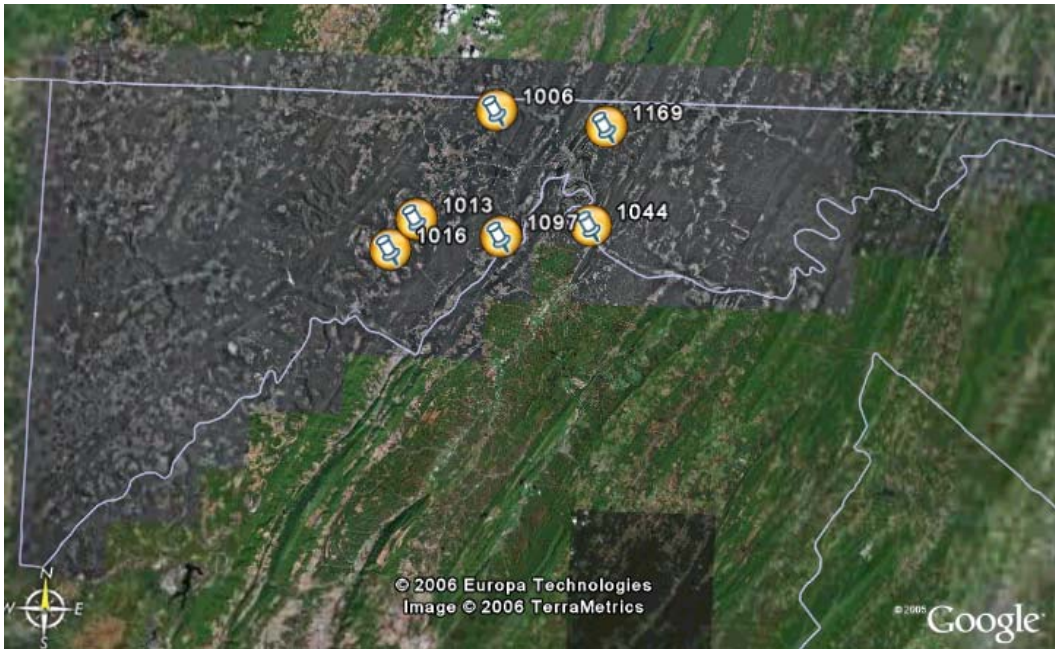 1006
1169
1013
1044
1097
1016
N
W
E
S
© 2006 Europa Technologies
Image © 2006 TerraMetrics
© 2005 Google